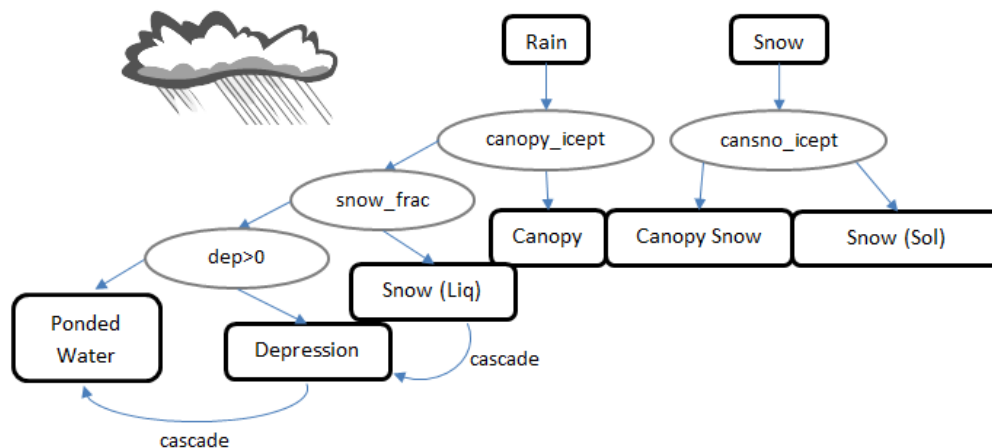 Rain
Snow
canopy_icept
cansno_icept
snow_frac
Canopy
Canopy Snow
Snow (Sol)
dep>0
Snow (Liq)
Ponded
Water
Depression
cascade
cascade